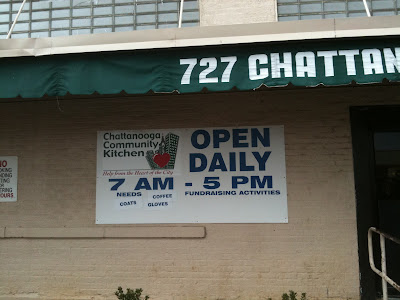 727 CHATTAN
Chattanooga
Community
Kitchen
Help from the Heart of the City
OPEN
DAILY
7 AM - 5 PM
NEEDS
COATS
COFFEE
GLOVES
FUNDRAISING ACTIVITIES
NO